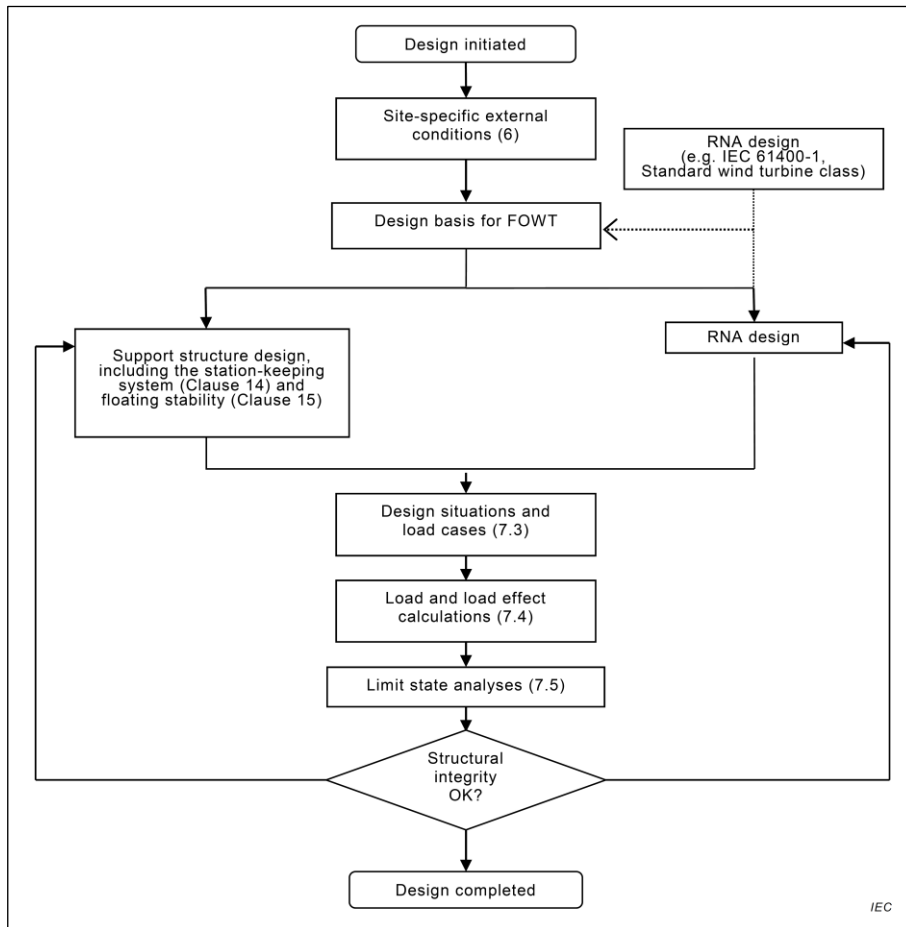 Design initiated
Site-specific external
conditions (6)
RNA design
(e.g. IEC 61400-1,
Standard wind turbine class)
Design basis for FOWT
Support structure design,
including the station-keeping
system (Clause 14) and
floating stability (Clause 15)
RNA design
Design situations and
load cases (7.3)
Load and load effect
calculations (7.4)
Limit state analyses (7.5)
Structural
integrity
OK?
Design completed
IEC